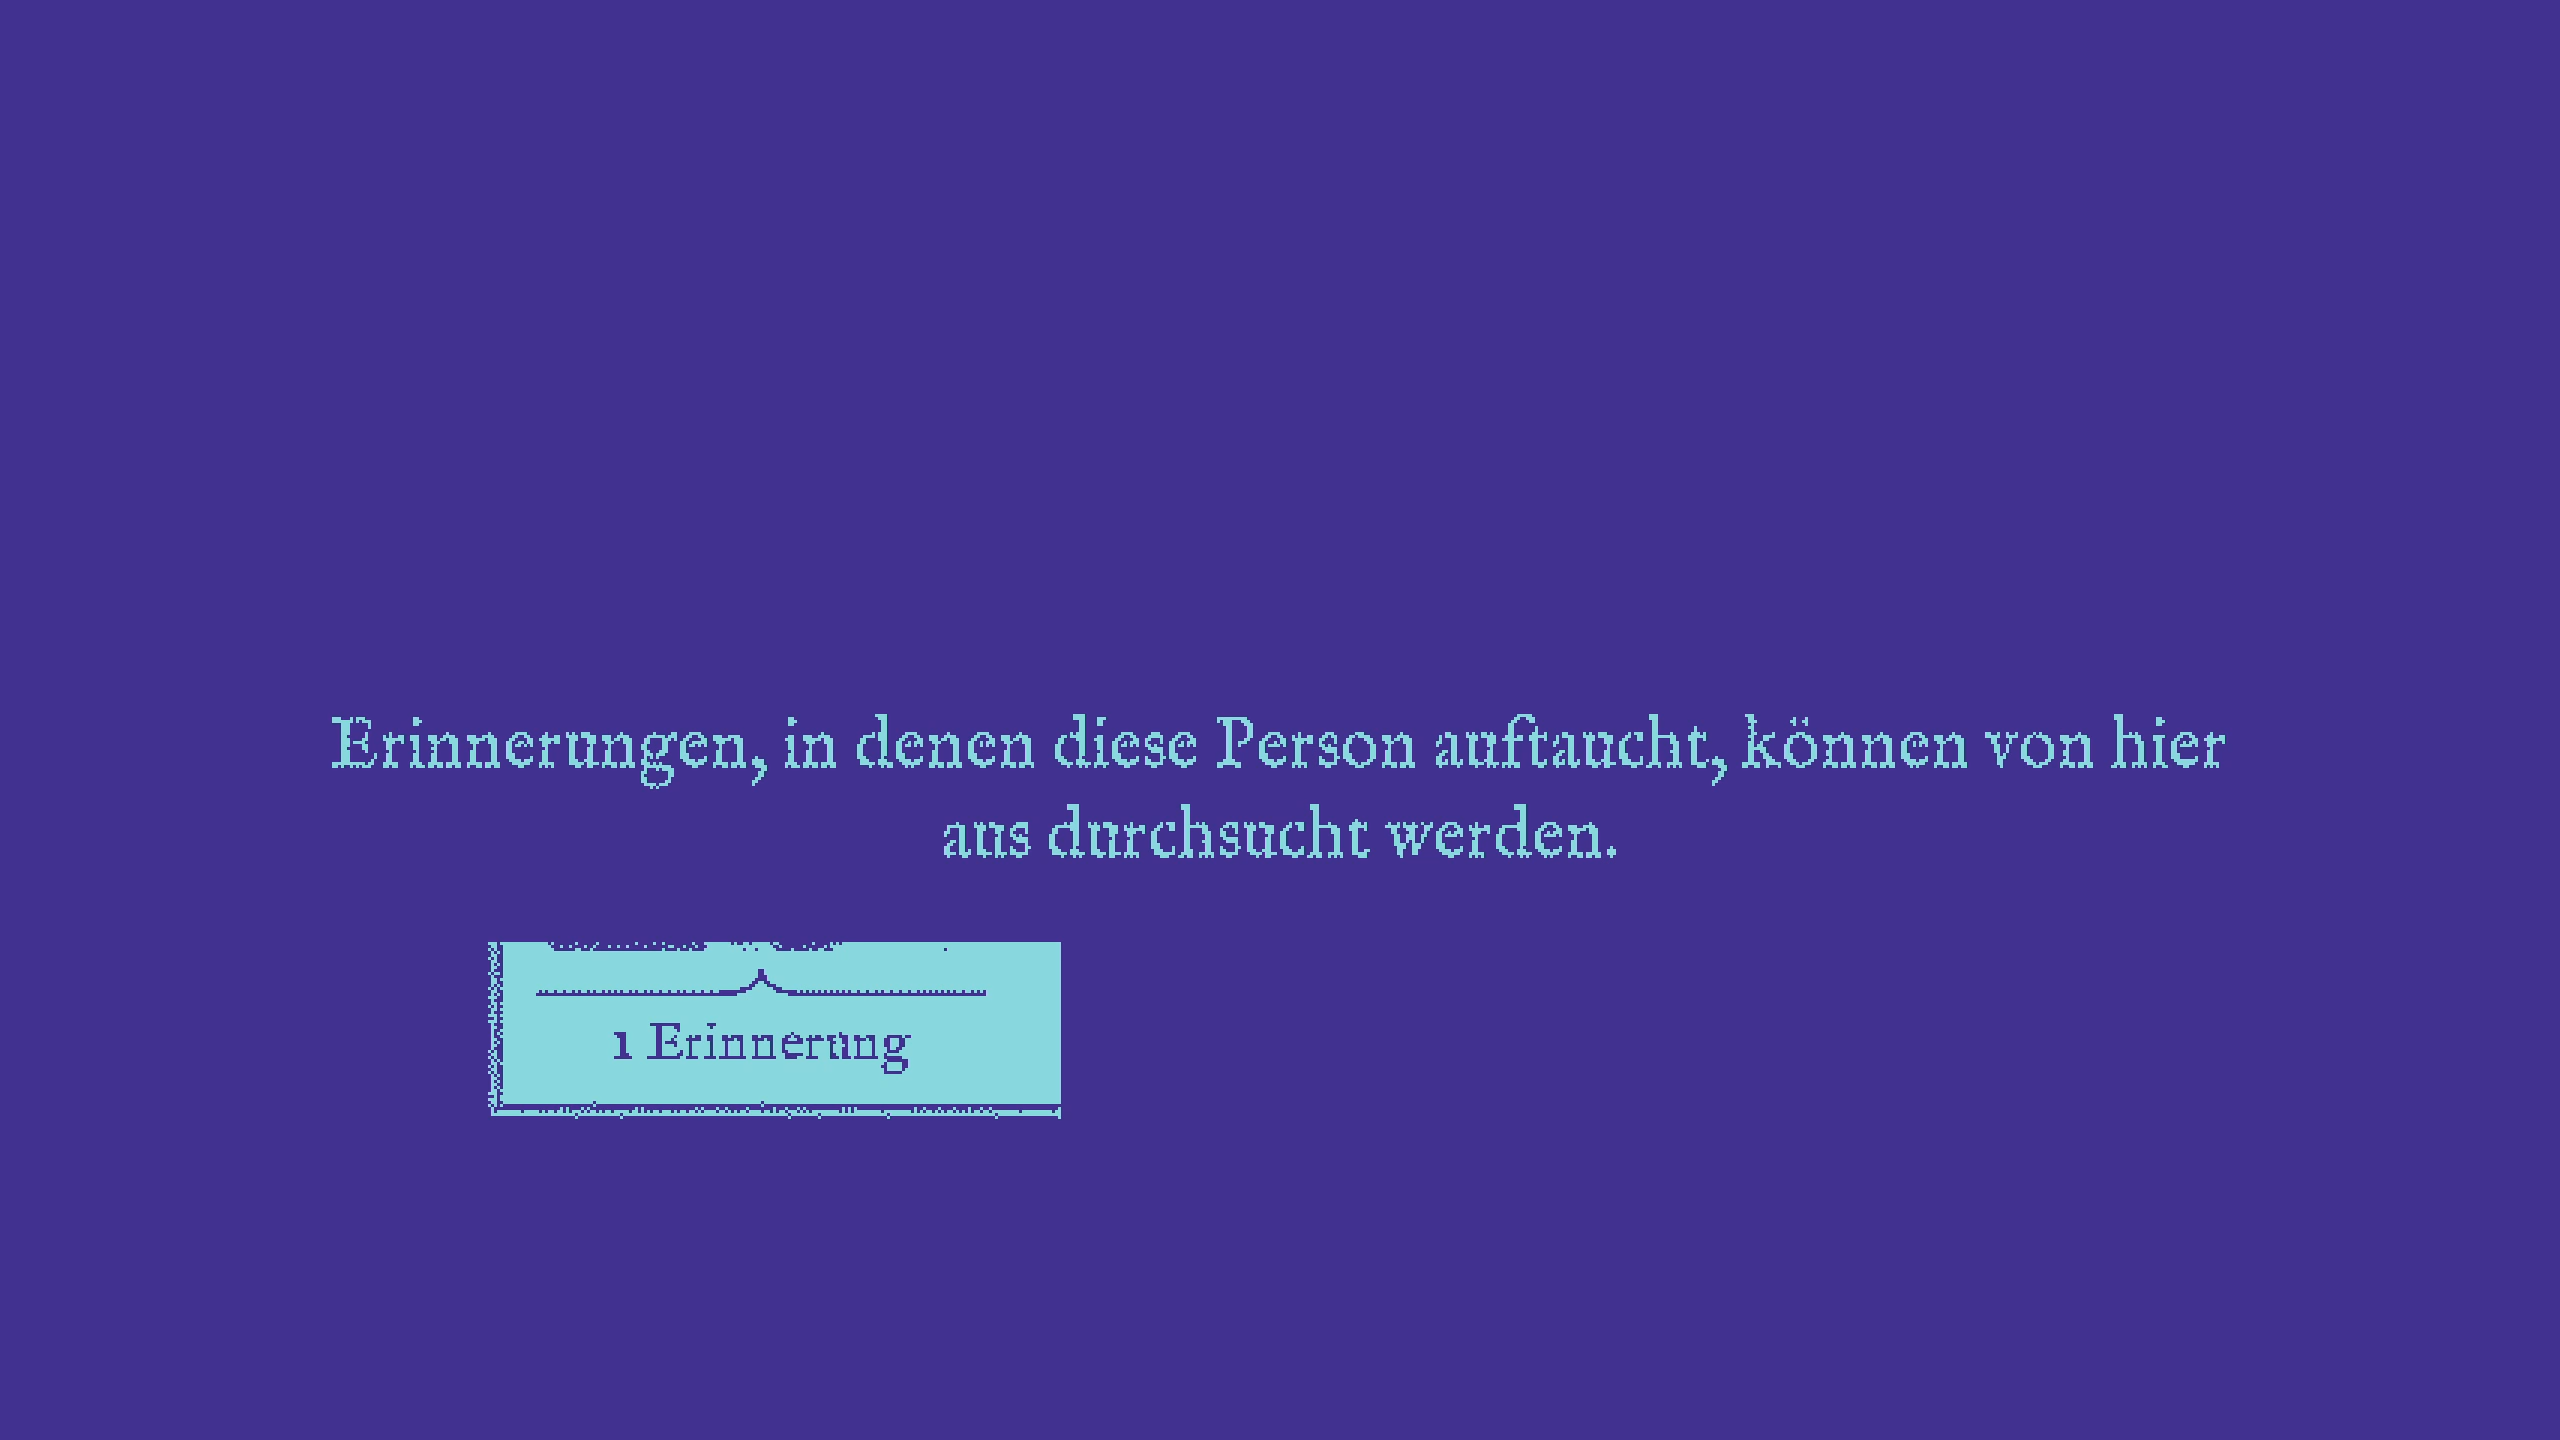 Erinnerungen, in denen diese Person auftaucht, können von hier
aus durchsucht werden.
1 Erinnerung